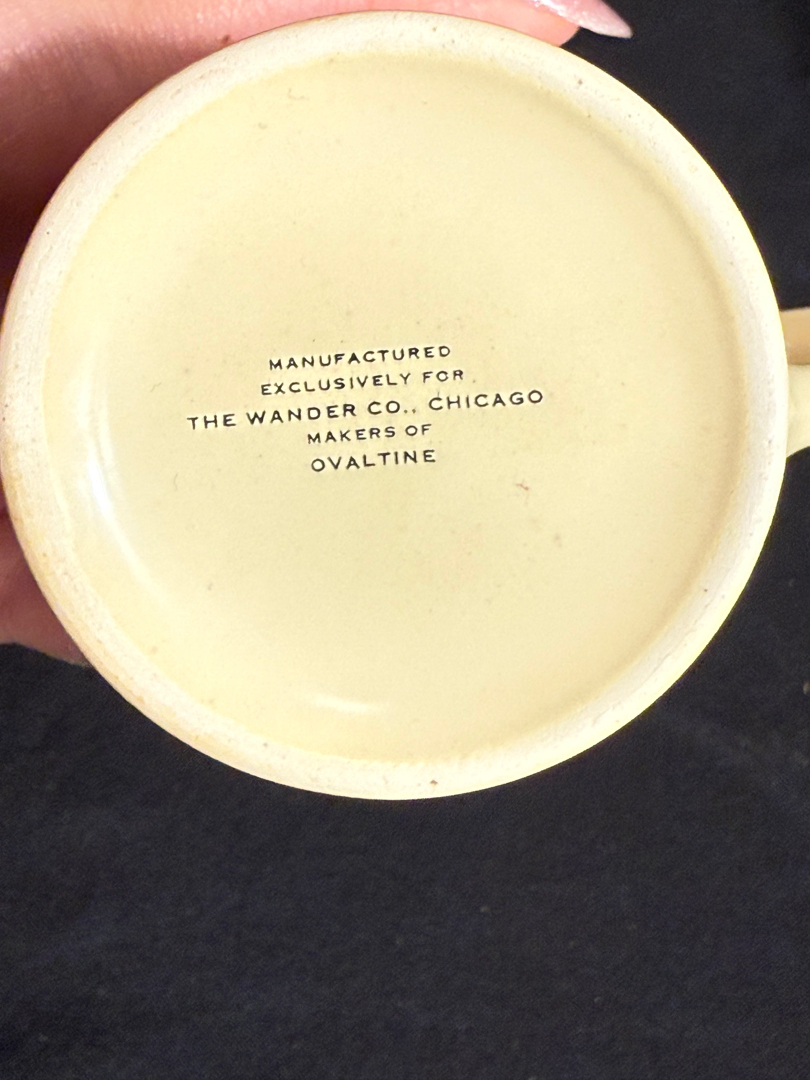 MANUFACTURED
EXCLUSIVELY FOR
THE WANDER CO., CHICAGO
MAKERS OF
OVALTINE